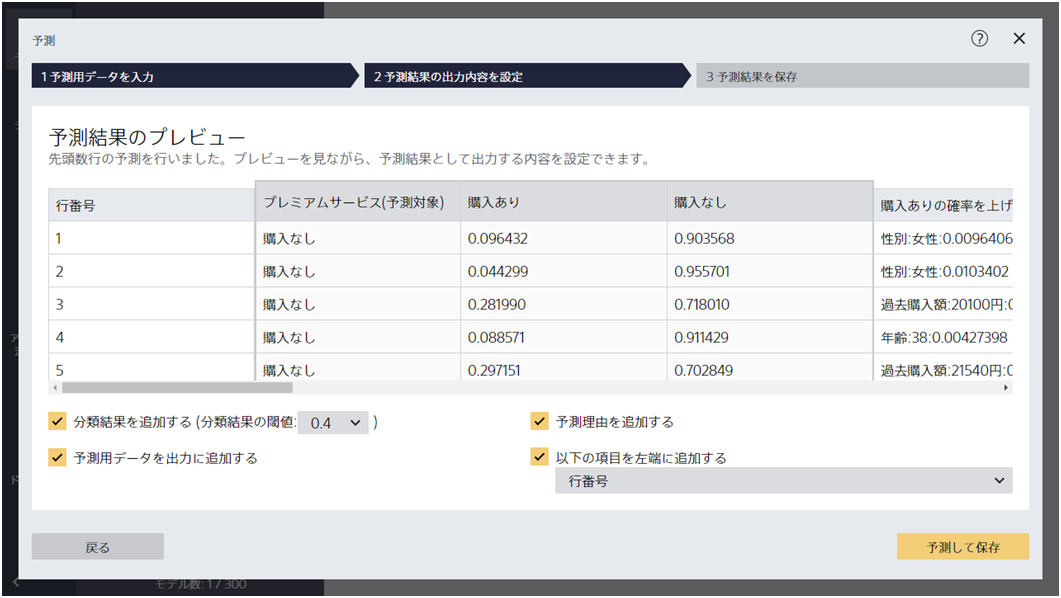 予測
1 予測用データを入力
2 予測結果の出力内容を設定
3 予測結果を保存
予測結果のプレビュー
先頭数行の予測を行いました。プレビューを見ながら、予測結果として出力する内容を設定できます。
行番号 プレミアムサービス(予測対象) 購入あり 購入なし 購入ありの確率を上げ
1 購入なし 0.096432 0.903568 性別:女性:0.0096406
2 購入なし 0.044299 0.955701 性別:女性:0.0103402
3 購入なし 0.281990 0.718010 過去購入額:20100円:
4 購入なし 0.088571 0.911429 年齢:38:0.00427398
5 購入なし 0.297151 0.702849 過去購入額:21540円:
分類結果を追加する (分類結果の閾値: 0.4 )
予測理由を追加する
予測用データを出力に追加する
以下の項目を左端に追加する
行番号
戻る
予測して保存
モデル数: 1 / 300